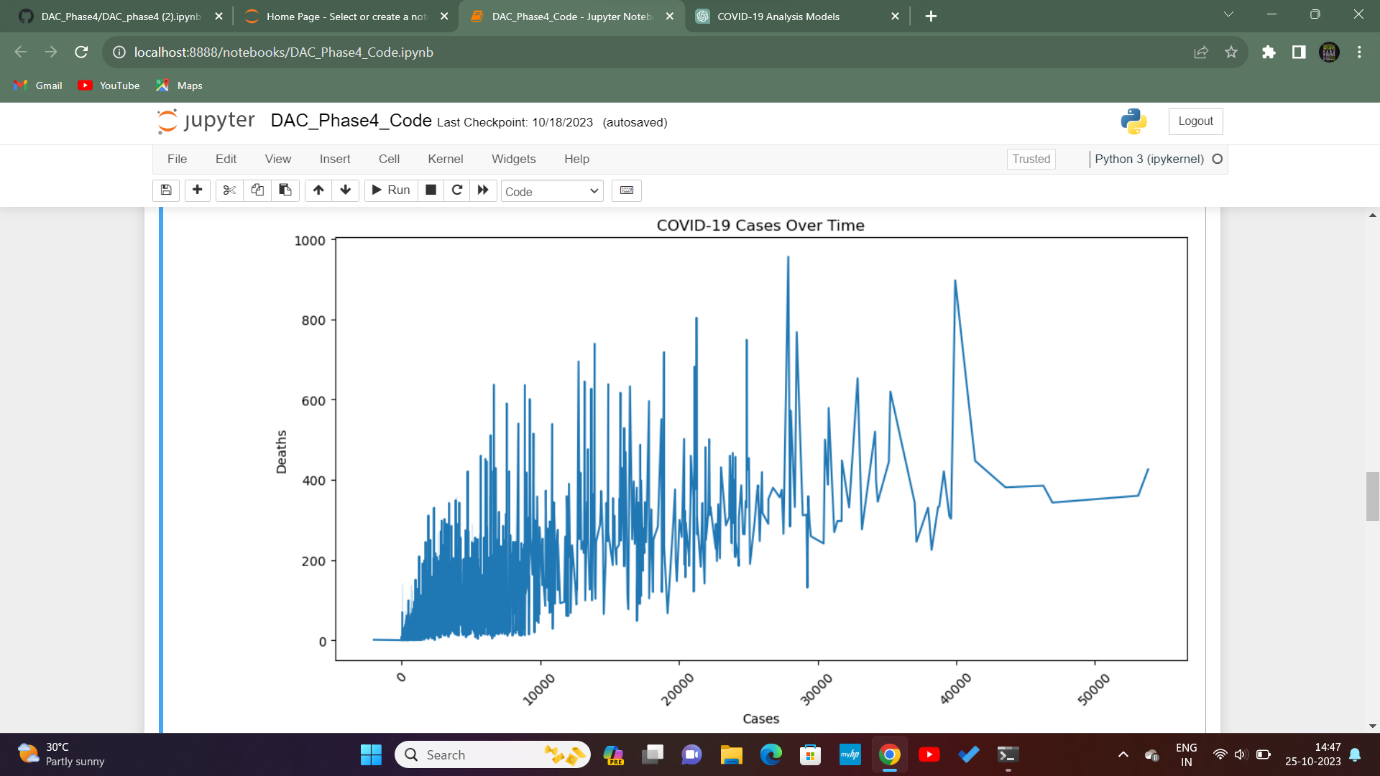 DAC_Phase4/DAC_phase4 (2).ipynb
Home Page - Select or create a not
DAC_Phase4_Code - Jupyter Noteb
COVID-19 Analysis Models
localhost:8888/notebooks/DAC_Phase4_Code.ipynb
Gmail
YouTube
Maps
jupyter DAC_Phase4_Code Last Checkpoint: 10/18/2023 (autosaved)
Logout
File Edit View Insert Cell Kernel Widgets Help
Trusted
Python 3 (ipykernel)
Run
Code
COVID-19 Cases Over Time
1000
800
600
400
200
0
Deaths
0 10000 20000 30000 40000 50000
Cases
30°C
Partly sunny
Search
PRE
myhp
ENG
IN
14:47
25-10-2023